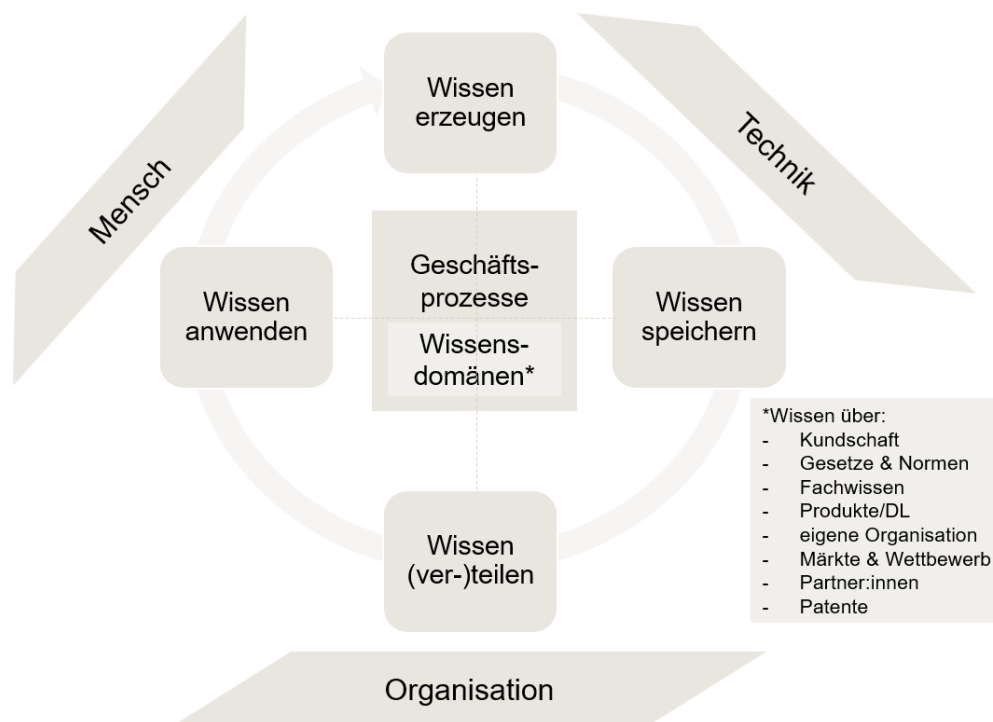 Wissen
erzeugen
Mensch
Technik
Geschäfts-
prozesse
Wissens-
domänen*
Wissen
anwenden
Wissen
speichern
*Wissen über:
- Kundschaft
- Gesetze & Normen
- Fachwissen
- Produkte/DL
- eigene Organisation
- Märkte & Wettbewerb
- Partner:innen
- Patente
Wissen
(ver-)teilen
Organisation